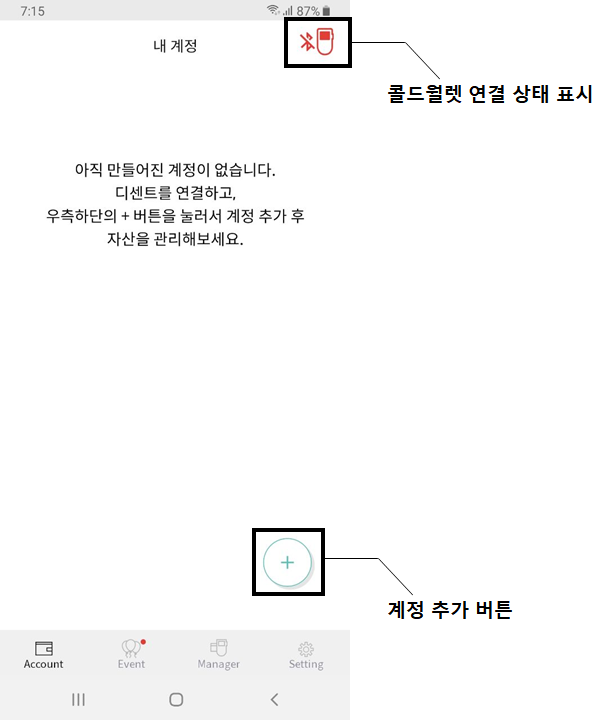 7:15
87%
내 계정
콜드월렛 연결 상태 표시
아직 만들어진 계정이 없습니다.
디센트를 연결하고,
우측하단의 + 버튼을 눌러서 계정 추가 후
자산을 관리해보세요.
+
계정 추가 버튼
Account
Event
Manager
Setting